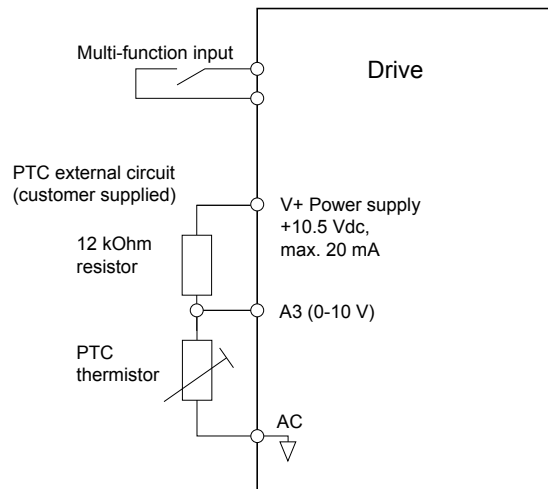 Multi-function input
Drive
PTC external circuit
(customer supplied)
V+ Power supply
+10.5 Vdc,
max. 20 mA
12 kOhm
resistor
A3 (0-10 V)
PTC
thermistor
AC